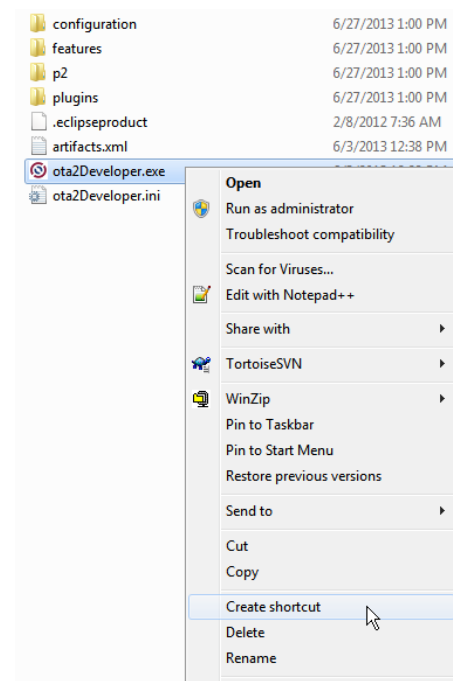 configuration 6/27/2013 1:00 PM
features 6/27/2013 1:00 PM
p2 6/27/2013 1:00 PM
plugins 6/27/2013 1:00 PM
.eclipseproduct 2/8/2012 7:36 AM
artifacts.xml 6/3/2013 12:38 PM
ota2Developer.exe
ota2Developer.ini
Open
Run as administrator
Troubleshoot compatibility
Scan for Viruses...
Edit with Notepad++
Share with
TortoiseSVN
WinZip
Pin to Taskbar
Pin to Start Menu
Restore previous versions
Send to
Cut
Copy
Create shortcut
Delete
Rename